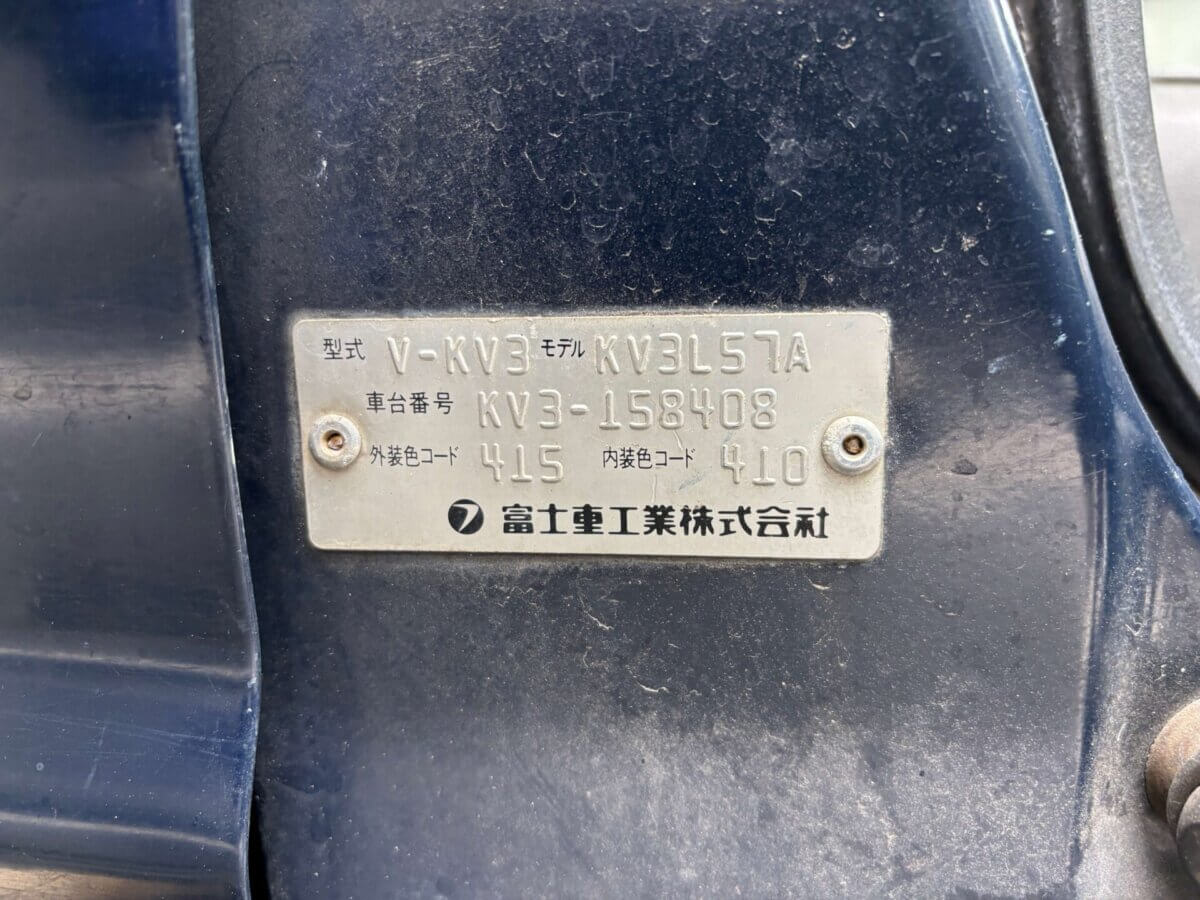 型式 V-KV3 モデル KV3L57A
車台番号 KV3-158408
外装色コード 415 内装色コード 410
富士重工業株式会社